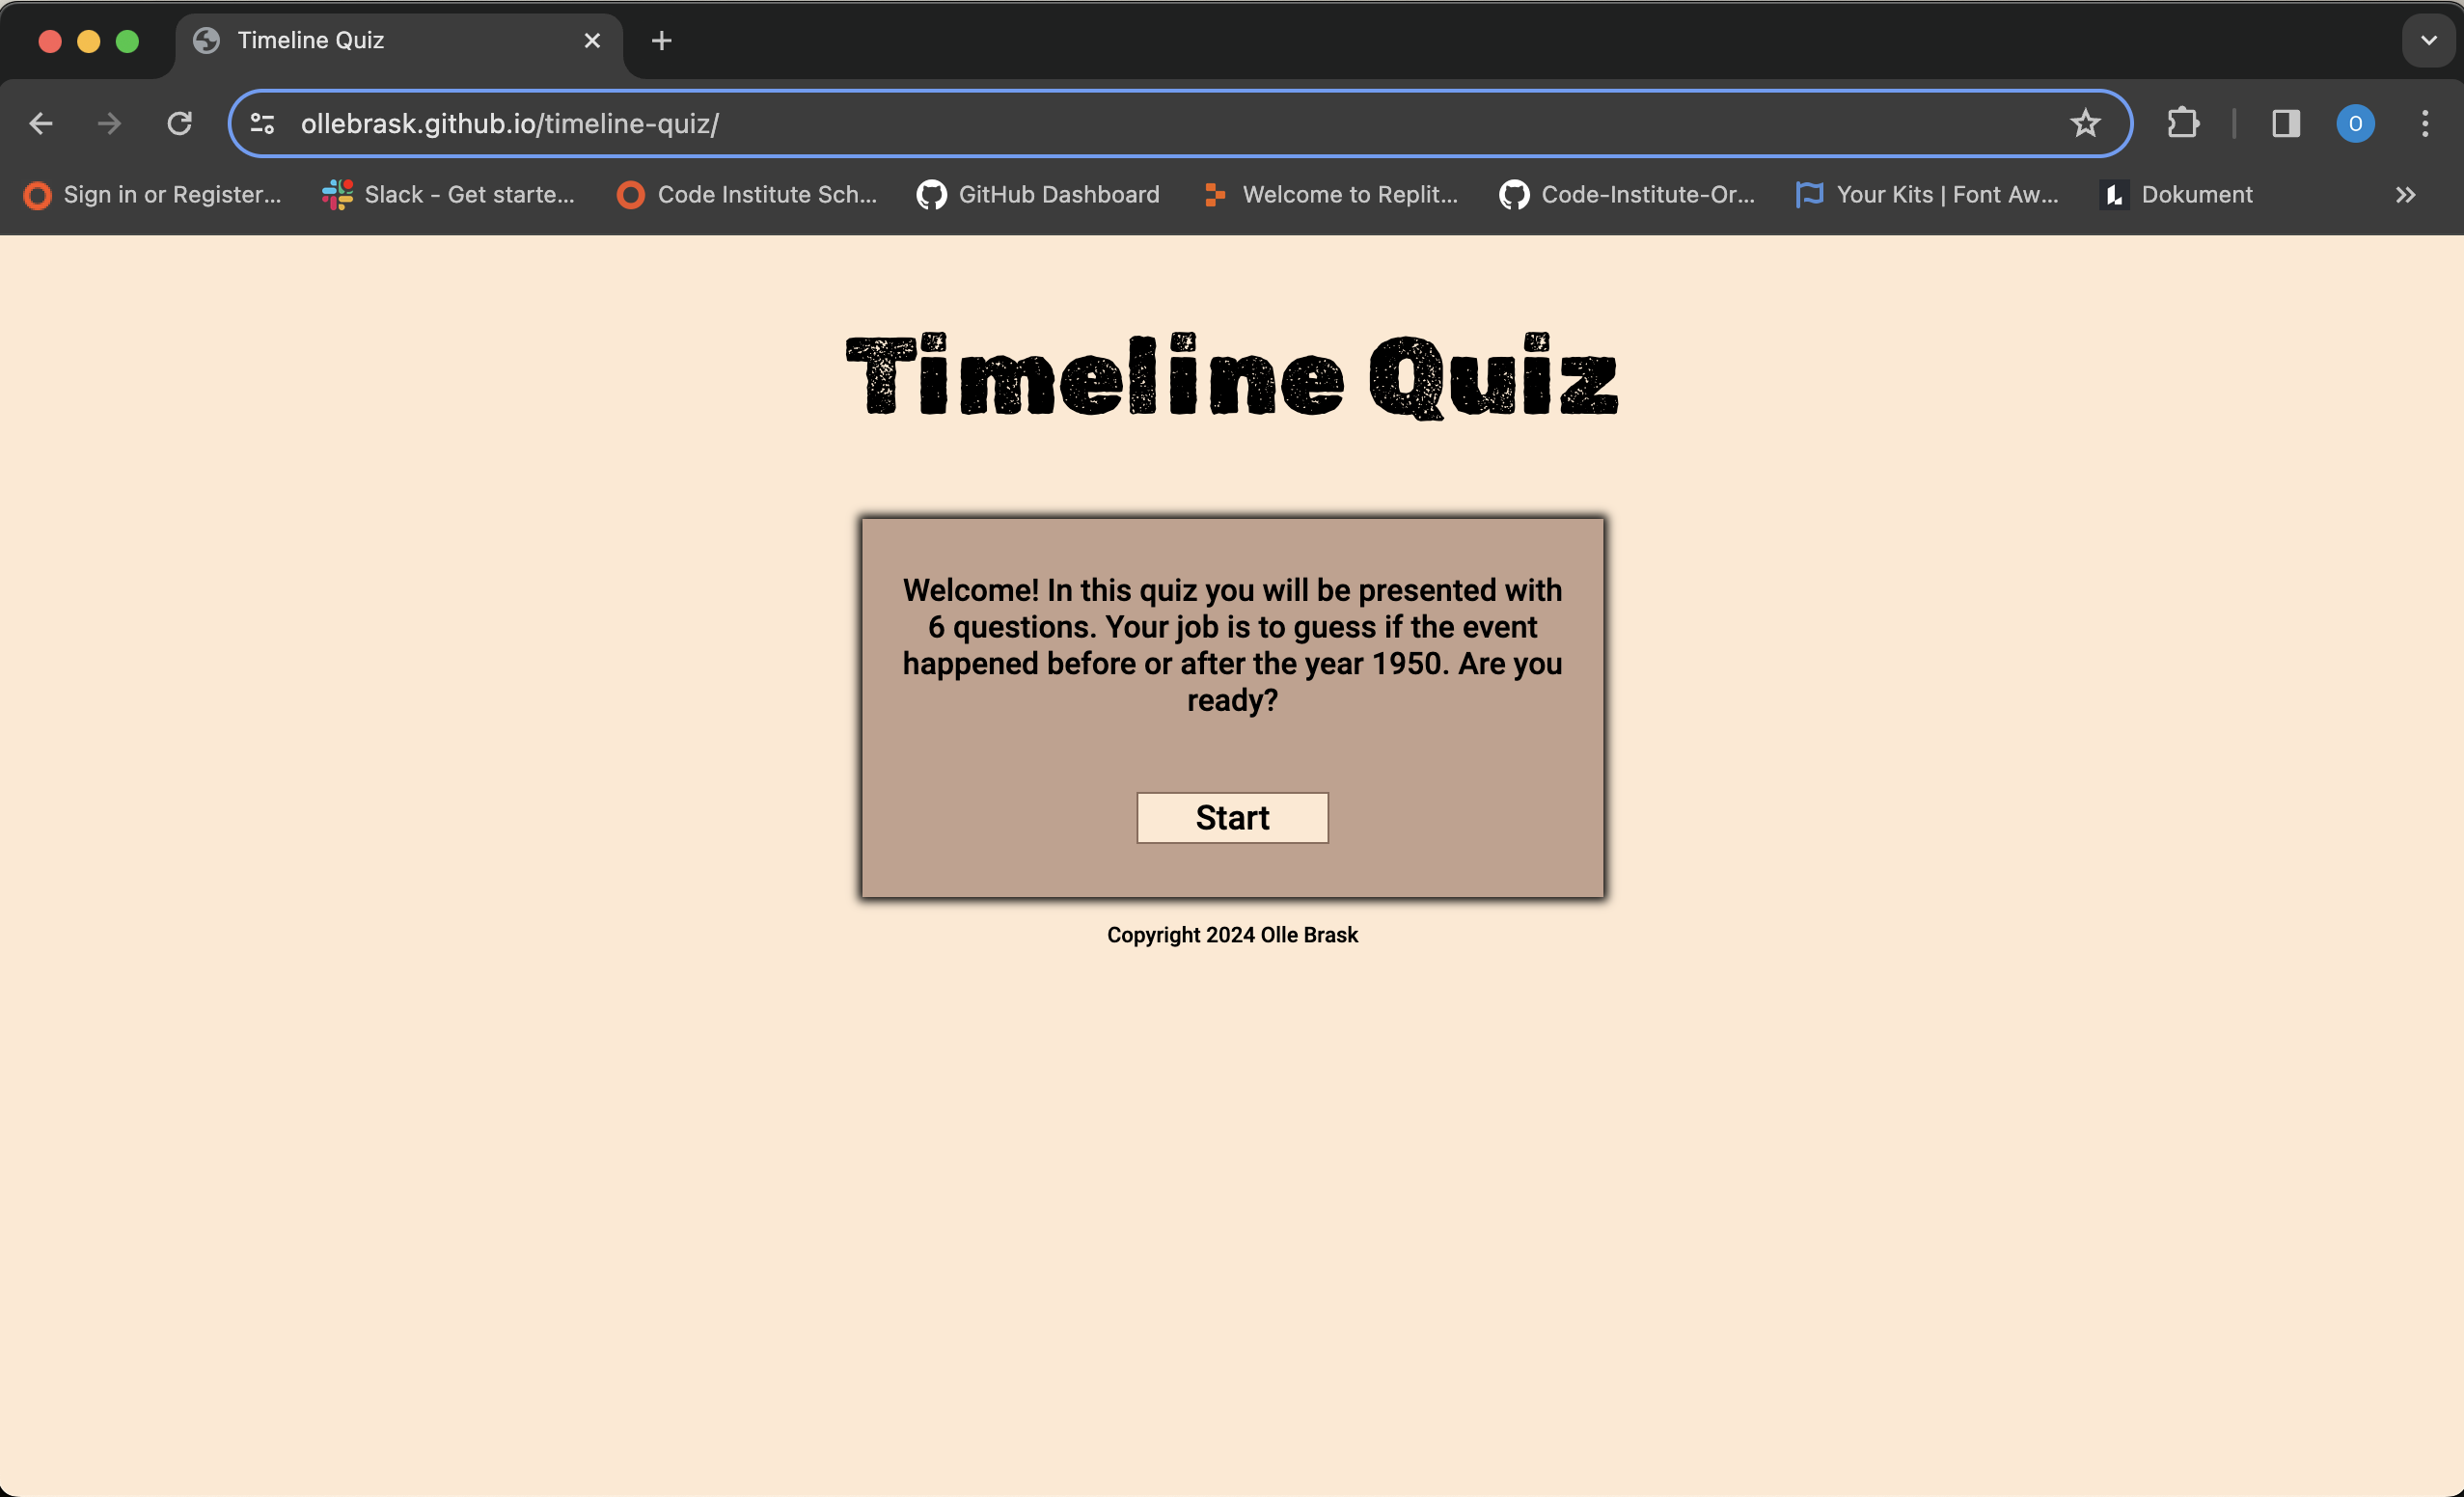 Timeline Quiz
ollebrask.github.io/timeline-quiz/
O
Sign in or Register... Slack - Get starte... Code Institute Sch... GitHub Dashboard Welcome to Replit... Code-Institute-Or... Your Kits | Font Aw... Dokument
Timeline Quiz
Welcome! In this quiz you will be presented with
6 questions. Your job is to guess if the event
happened before or after the year 1950. Are you
ready?
Start
Copyright 2024 Olle Brask